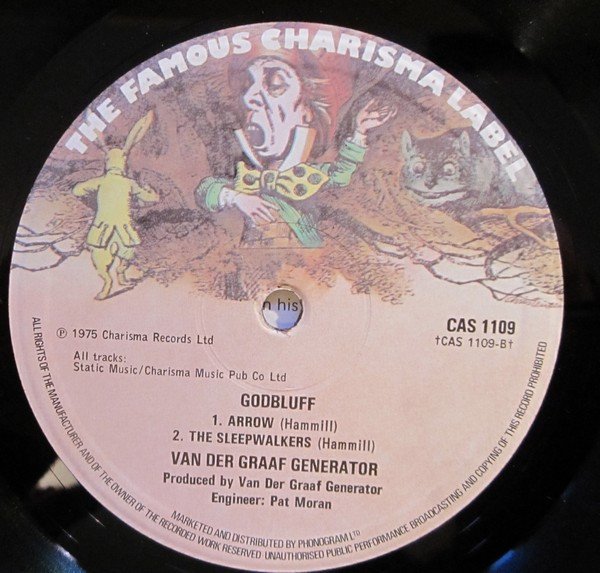 THE FAMOUS CHARISMA LABEL
n his
℗ 1975 Charisma Records Ltd
CAS 1109
†CAS 1109-B†
All tracks:
Static Music/Charisma Music Pub Co Ltd
GODBLUFF
1. ARROW (Hammill)
2. THE SLEEPWALKERS (Hammill)
VAN DER GRAAF GENERATOR
Produced by Van Der Graaf Generator
Engineer: Pat Moran
MARKETED AND DISTRIBUTED BY PHONOGRAM LTD
ALL RIGHTS OF THE MANUFACTURER AND OF THE OWNER OF THE RECORDED WORK RESERVED UNAUTHORISED PUBLIC PERFORMANCE BROADCASTING AND COPYING OF THIS RECORD PROHIBITED